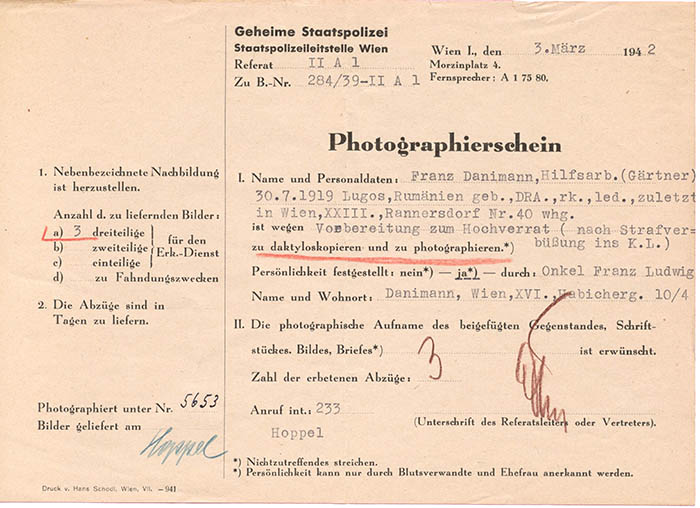 Geheime Staatspolizei
Staatspolizeileitstelle Wien
Referat II A 1
Zu B.-Nr. 284/39-II A 1
Wien I., den 3. März 1942
Morzinplatz 4.
Fernsprecher: A 1 75 80.
Photographierschein
1. Nebenbezeichnete Nachbildung
ist herzustellen.
Anzahl d. zu liefernden Bilder:
a) 3 dreiteilige
b) zweiteilige
c) einteilige
für den
Erk.-Dienst
d) zu Fahndungszwecken
2. Die Abzüge sind in
Tagen zu liefern.
Photographiert unter Nr. 5653
Bilder geliefert am
Hoppel
I. Name und Personaldaten: Franz Danimann, Hilfsarb.(Gärtner)
30.7.1919 Lugos, Rumänien geb., DRA., rk., led., zuletzt
in Wien, XXIII., Rannersdorf Nr.40 whg.
ist wegen Vorbereitung zum Hochverrat ( nach Strafver-
büßung ins K.L.)
zu daktyloskopieren und zu photographieren.*)
Persönlichkeit festgestellt: nein*) — ja*) — durch: Onkel Franz Ludwig
Name und Wohnort: Danimann, Wien, XVI., Habicherg. 10/4
II. Die photographische Aufname des beigefügten Gegenstandes, Schrift-
stückes. Bildes, Briefes*) ist erwünscht.
Zahl der erbetenen Abzüge: 3
Anruf int.: 233
Hoppel
(Unterschrift des Referatsleiters oder Vertreters).
*) Nichtzutreffendes streichen.
*) Persönlichkeit kann nur durch Blutsverwandte und Ehefrau anerkannt werden.
Druck v. Hans Schodl, Wien, VII. — 941